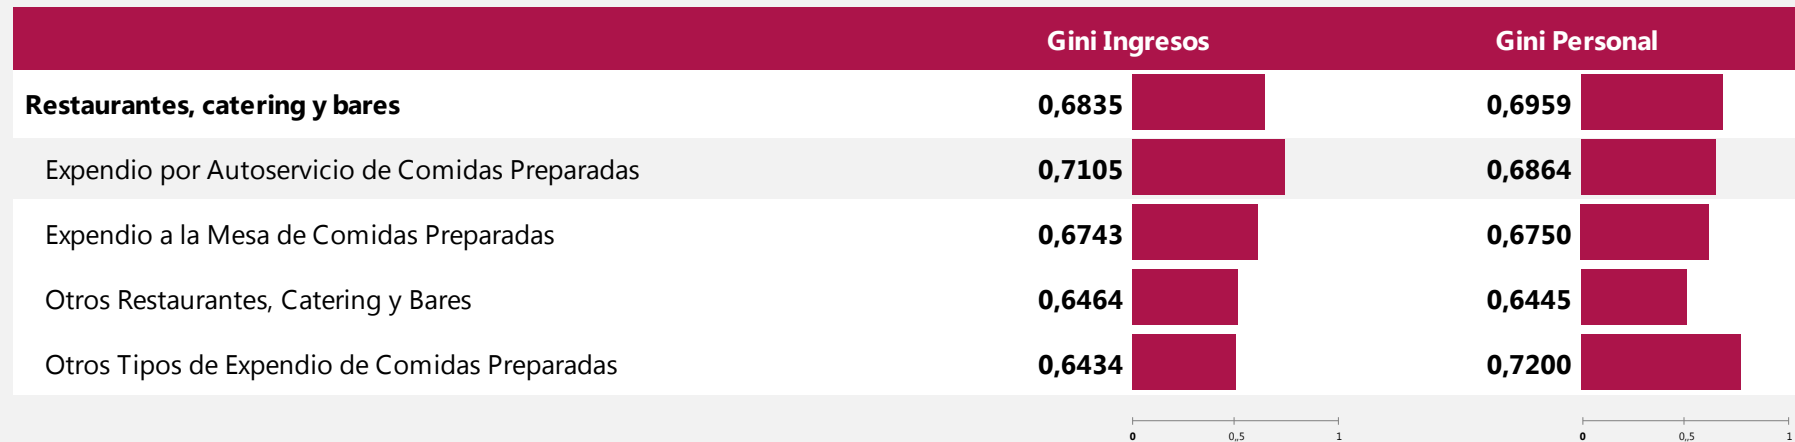 Gini Ingresos Gini Personal
Restaurantes, catering y bares 0,6835 0,6959
Expendio por Autoservicio de Comidas Preparadas 0,7105 0,6864
Expendio a la Mesa de Comidas Preparadas 0,6743 0,6750
Otros Restaurantes, Catering y Bares 0,6464 0,6445
Otros Tipos de Expendio de Comidas Preparadas 0,6434 0,7200
0 0,5 1 0,5 1